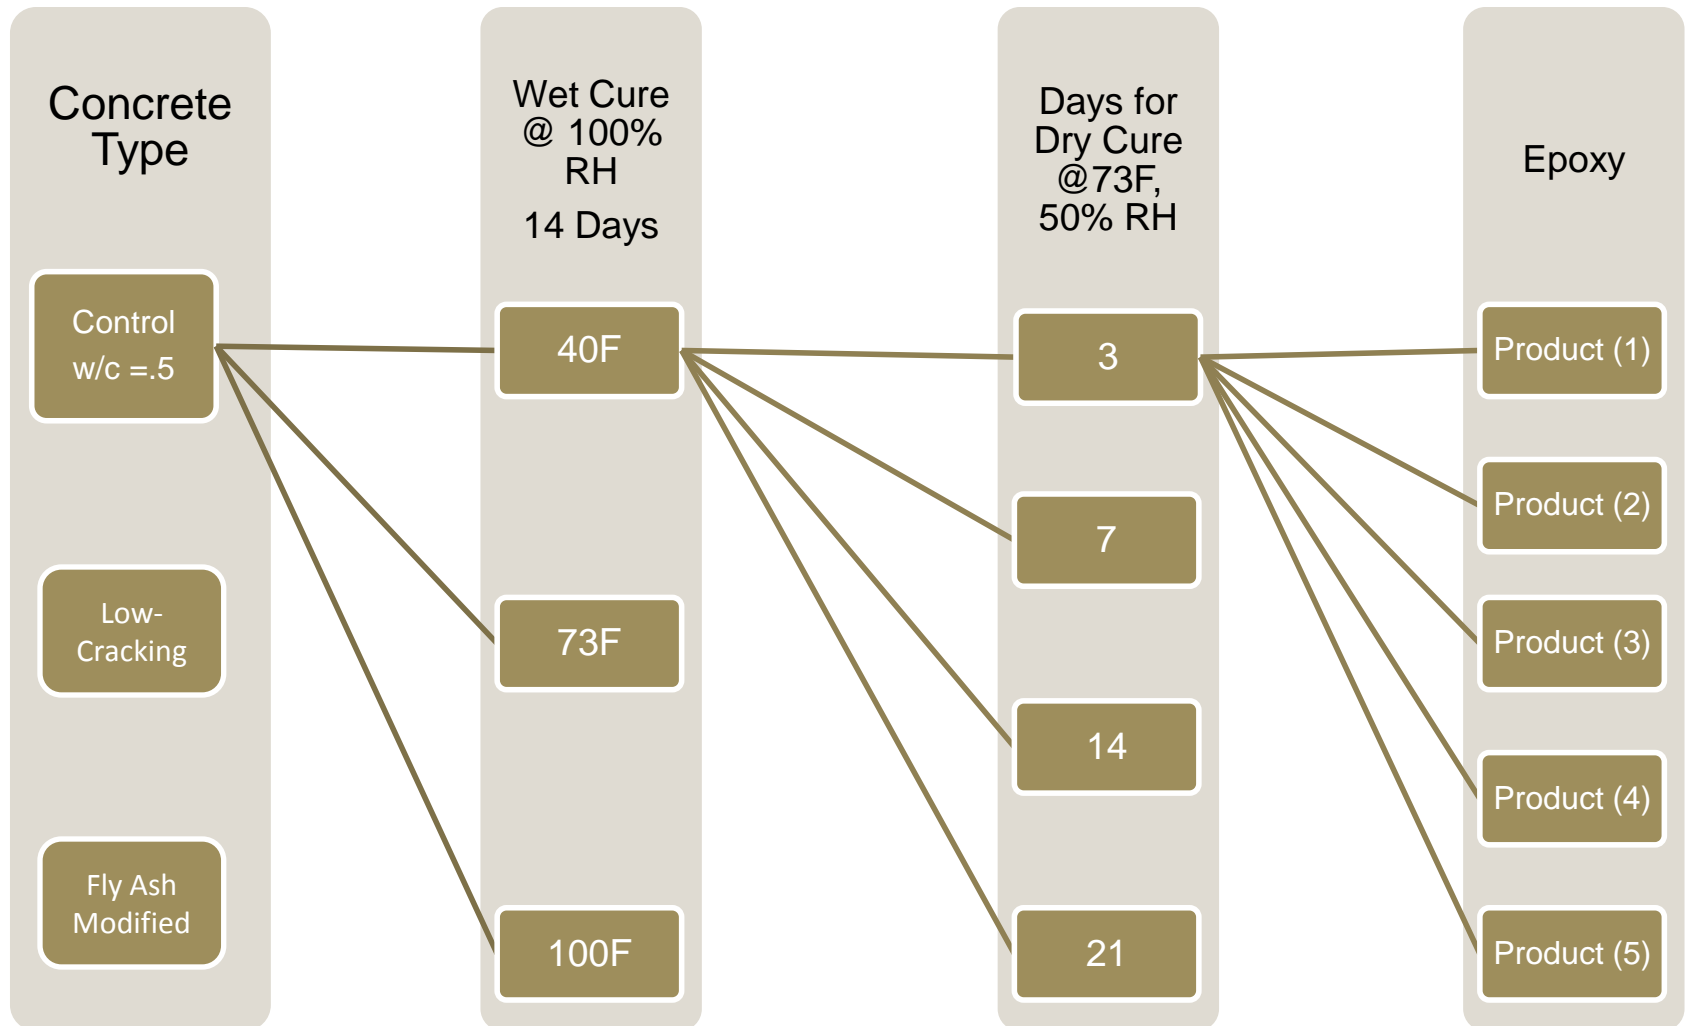 Concrete
Type
Control
w/c =.5
Low-
Cracking
Fly Ash
Modified
Wet Cure
@ 100%
RH
14 Days
40F
73F
100F
Days for
Dry Cure
@73F,
50% RH
3
7
14
21
Epoxy
Product (1)
Product (2)
Product (3)
Product (4)
Product (5)